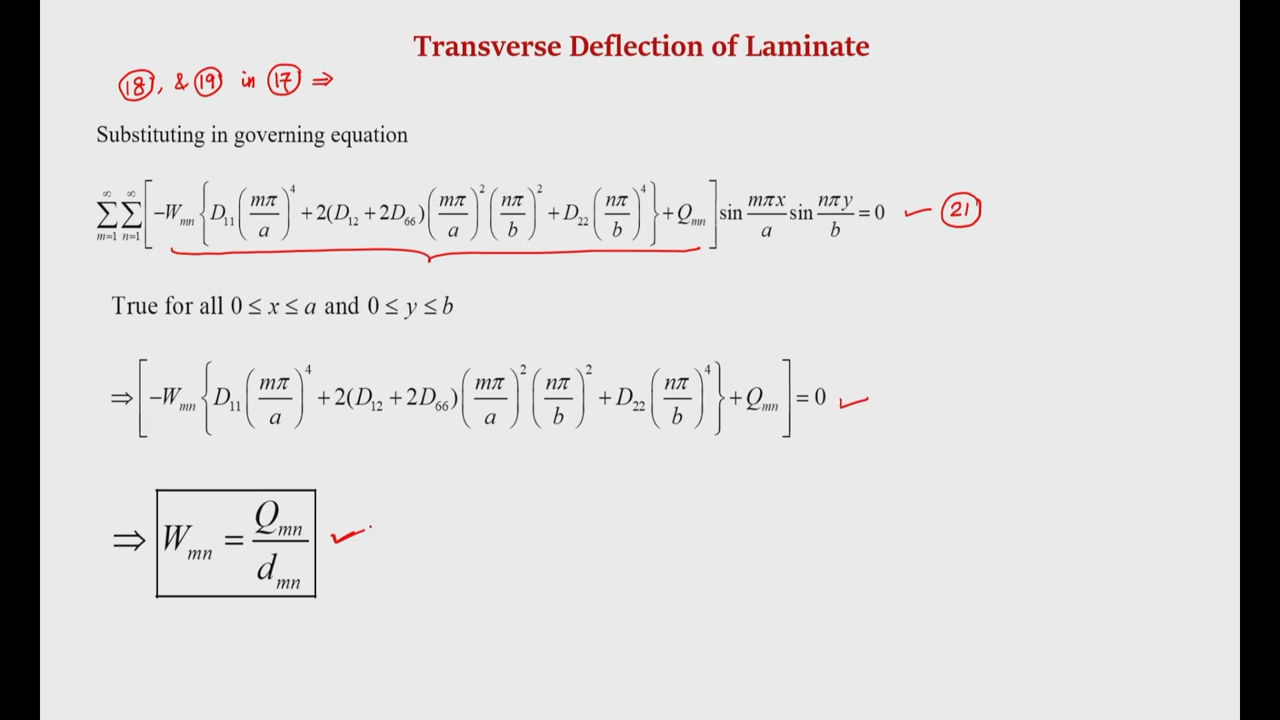 Transverse Deflection of Laminate
(18), & (19) in (17) ⇒
Substituting in governing equation
∑_{m=1}^{∞} ∑_{n=1}^{∞} [ −W_{mn} { D_{11} (mπ/a)^4 + 2(D_{12} + 2D_{66}) (mπ/a)^2 (nπ/b)^2 + D_{22} (nπ/b)^4 } + Q_{mn} ] sin mπx/a sin nπy/b = 0 (21)
True for all 0 ≤ x ≤ a and 0 ≤ y ≤ b
⇒ [ −W_{mn} { D_{11} (mπ/a)^4 + 2(D_{12} + 2D_{66}) (mπ/a)^2 (nπ/b)^2 + D_{22} (nπ/b)^4 } + Q_{mn} ] = 0
⇒ W_{mn} = Q_{mn}/d_{mn}